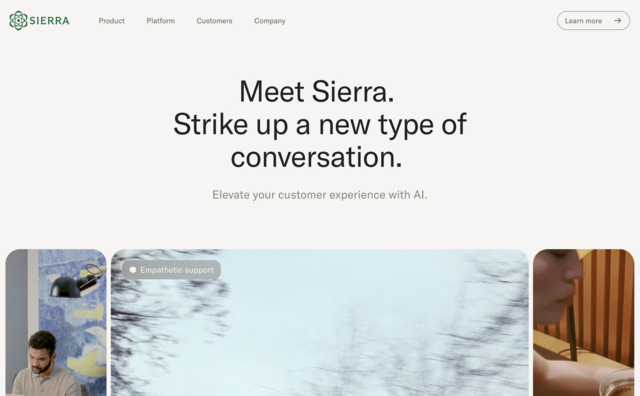 SIERRA
Product
Platform
Customers
Company
Learn more
Meet Sierra.
Strike up a new type of
conversation.
Elevate your customer experience with AI.
Empathetic support